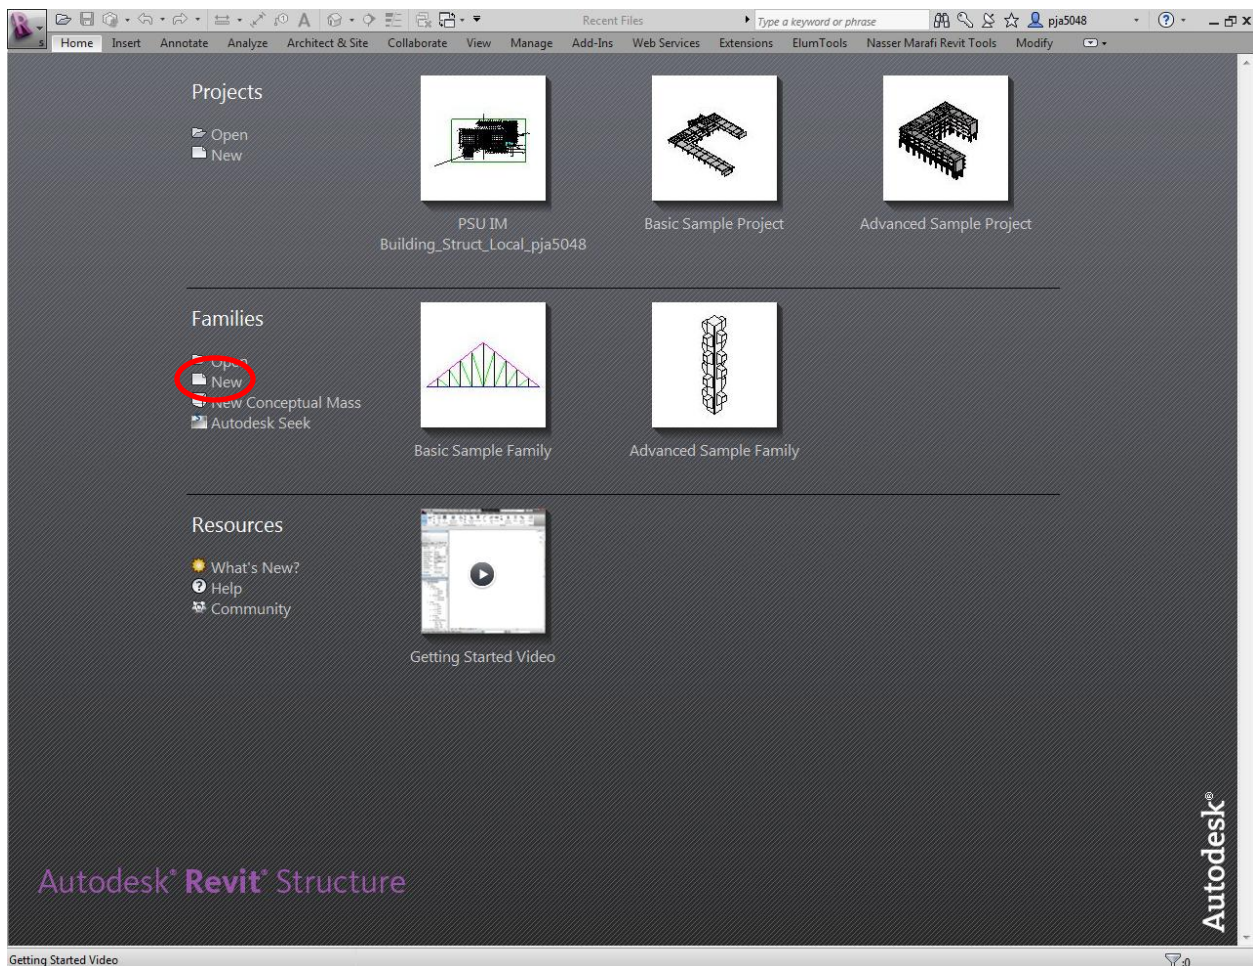 Recent Files
Type a keyword or phrase
pja5048
S
Home Insert Annotate Analyze Architect & Site Collaborate View Manage Add-Ins Web Services Extensions ElumTools Nasser Marafi Revit Tools Modify
Projects
Open
New
PSU IM
Building_Struct_Local_pja5048
Basic Sample Project
Advanced Sample Project
Families
Open
New
New Conceptual Mass
Autodesk Seek
Basic Sample Family
Advanced Sample Family
Resources
What's New?
Help
Community
Getting Started Video
Autodesk® Revit® Structure
Autodesk®
Getting Started Video
:0